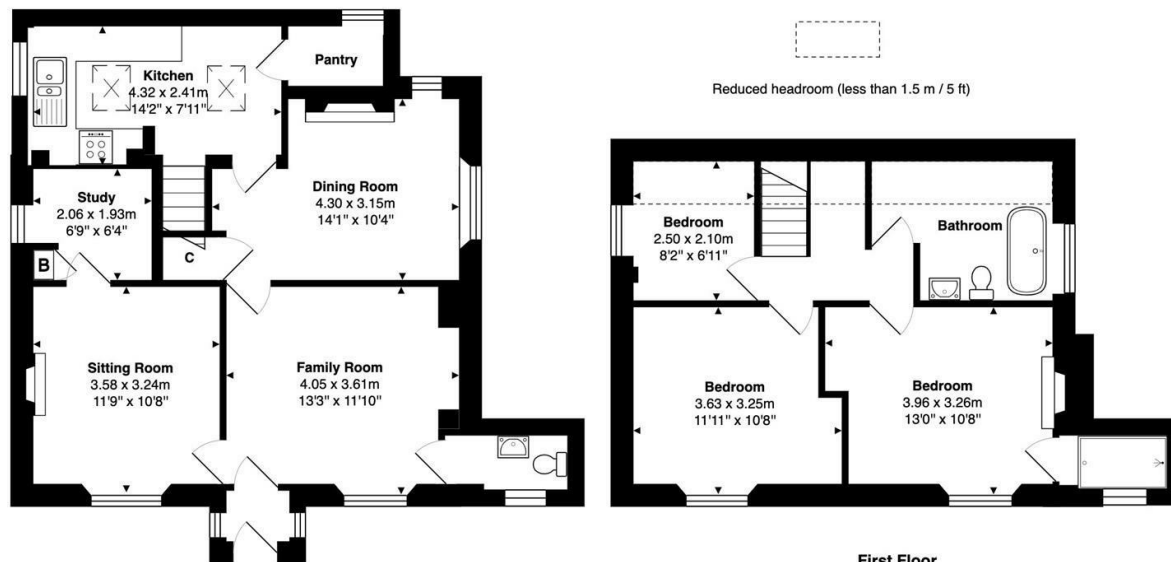 Kitchen
4.32 x 2.41m
14'2" x 7'11"
Pantry
Dining Room
4.30 x 3.15m
14'1" x 10'4"
Study
2.06 x 1.93m
6'9" x 6'4"
B
C
Sitting Room
3.58 x 3.24m
11'9" x 10'8"
Family Room
4.05 x 3.61m
13'3" x 11'10"
Reduced headroom (less than 1.5 m / 5 ft)
Bedroom
2.50 x 2.10m
8'2" x 6'11"
Bathroom
Bedroom
3.63 x 3.25m
11'11" x 10'8"
Bedroom
3.96 x 3.26m
13'0" x 10'8"
First Floor